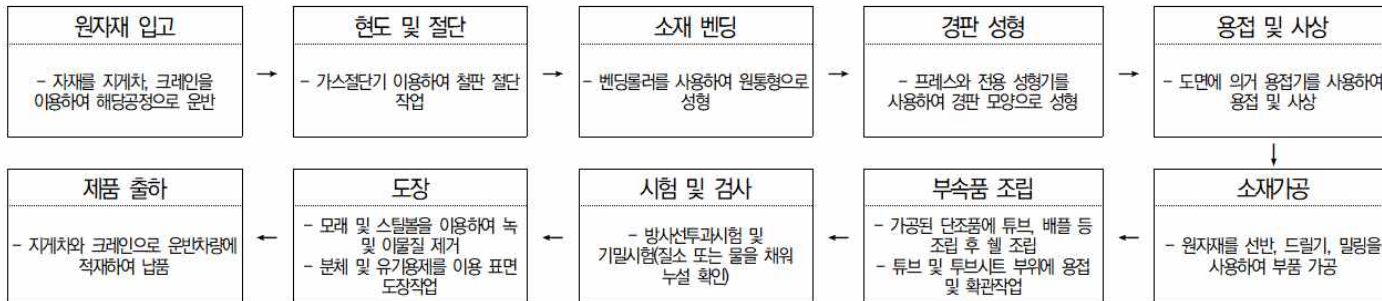 원자재 입고
- 자재를 지게차, 크레인을
이용하여 해당공정으로 운반
→
현도 및 절단
- 가스절단기 이용하여 철판 절단
작업
→
소재 벤딩
- 벤딩롤러를 사용하여 원통형으로
성형
→
경판 성형
- 프레스와 전용 성형기를
사용하여 경판 모양으로 성형
→
용접 및 사상
- 도면에 의거 용접기를 사용하여
용접 및 사상
↓
소재가공
- 원자재를 선반, 드릴기, 밀링을
사용하여 부품 가공
←
부속품 조립
- 가공된 단조품에 튜브, 배플 등
조립 후 쉘 조립
- 튜브 및 투브시트 부위에 용접
및 확관작업
←
시험 및 검사
- 방사선투과시험 및
기밀시험(질소 또는 물을 채워
누설 확인)
←
도장
- 모래 및 스틸볼을 이용하여 녹
및 이물질 제거
- 분체 및 유기용제를 이용 표면
도장작업
←
제품 출하
- 지게차와 크레인으로 운반차량에
적재하여 납품